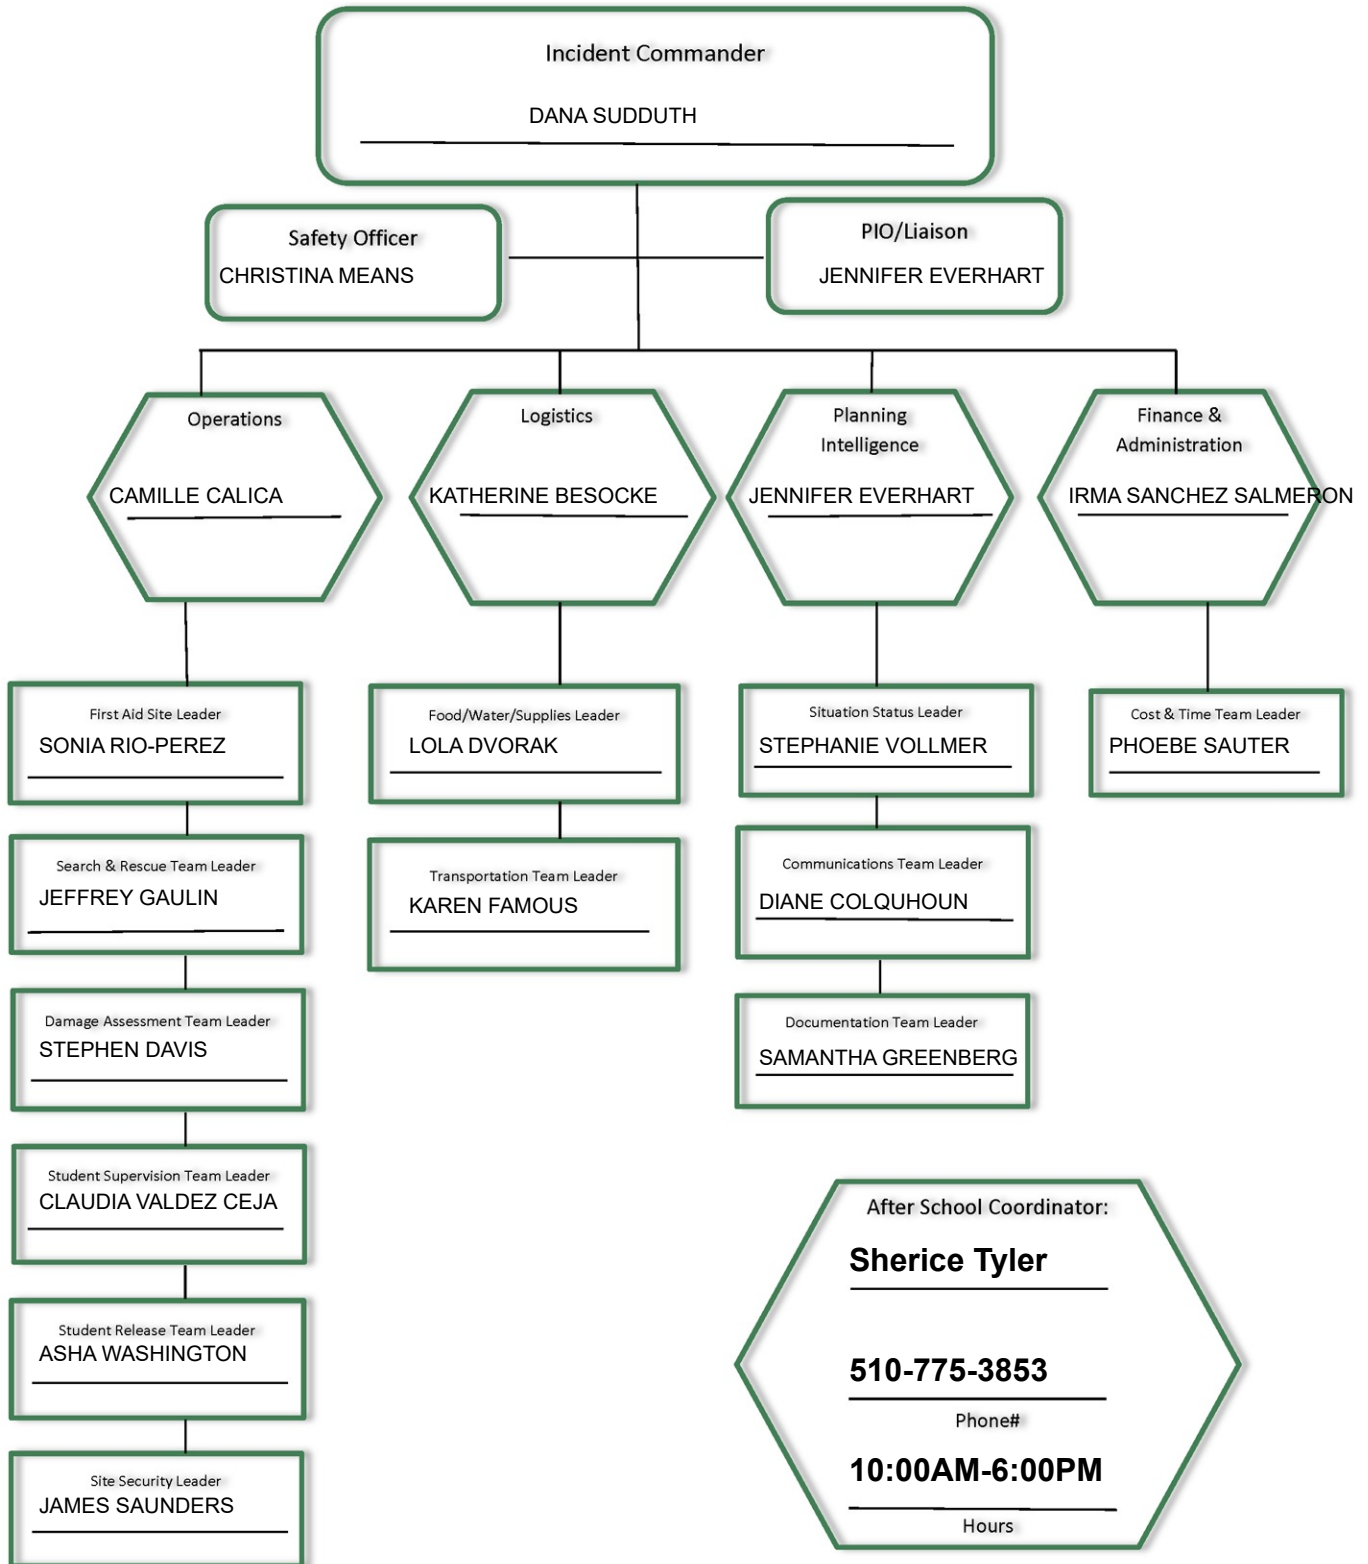 Incident Commander
DANA SUDDUTH
Safety Officer
CHRISTINA MEANS
PIO/Liaison
JENNIFER EVERHART
Operations
CAMILLE CALICA
Logistics
KATHERINE BESOCKE
Planning
Intelligence
JENNIFER EVERHART
Finance &
Administration
IRMA SANCHEZ SALMERON
First Aid Site Leader
SONIA RIO-PEREZ
Search & Rescue Team Leader
JEFFREY GAULIN
Damage Assessment Team Leader
STEPHEN DAVIS
Student Supervision Team Leader
CLAUDIA VALDEZ CEJA
Student Release Team Leader
ASHA WASHINGTON
Site Security Leader
JAMES SAUNDERS
Food/Water/Supplies Leader
LOLA DVORAK
Transportation Team Leader
KAREN FAMOUS
Situation Status Leader
STEPHANIE VOLLMER
Communications Team Leader
DIANE COLQUHOUN
Documentation Team Leader
SAMANTHA GREENBERG
Cost & Time Team Leader
PHOEBE SAUTER
After School Coordinator:
Sherice Tyler
510-775-3853
Phone#
10:00AM-6:00PM
Hours